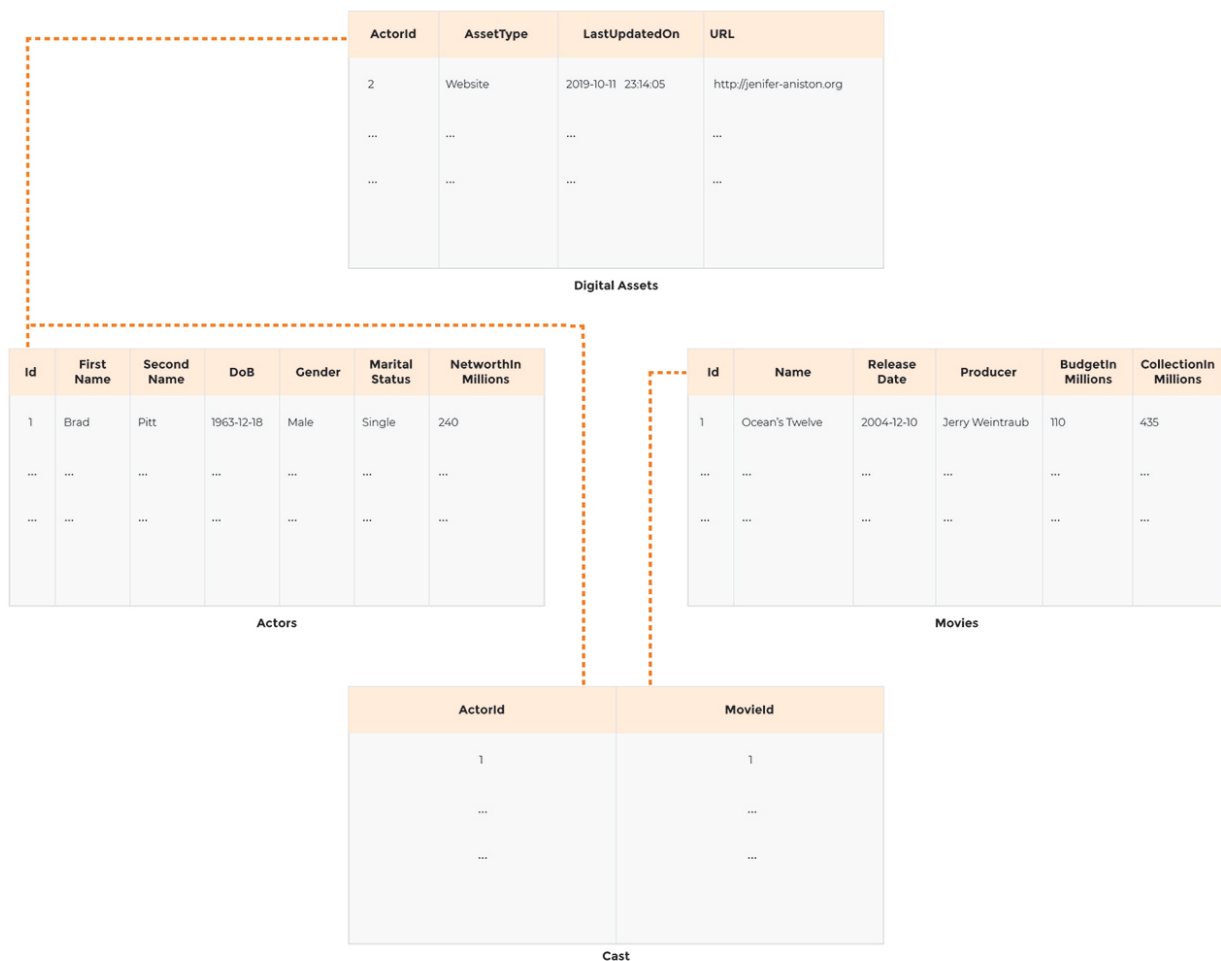 ActorId AssetType LastUpdatedOn URL
2 Website 2019-10-11 23:14:05 http://jenifer-aniston.org
... ... ... ...
... ... ... ...
Digital Assets
Id First Name Second Name DoB Gender Marital Status NetworthIn Millions
1 Brad Pitt 1963-12-18 Male Single 240
... ... ... ... ... ... ...
... ... ... ... ... ... ...
Actors
Id Name Release Date Producer BudgetIn Millions CollectionIn Millions
1 Ocean's Twelve 2004-12-10 Jerry Weintraub 110 435
... ... ... ... ... ...
... ... ... ... ... ...
Movies
ActorId MovieId
1 1
... ...
... ...
Cast